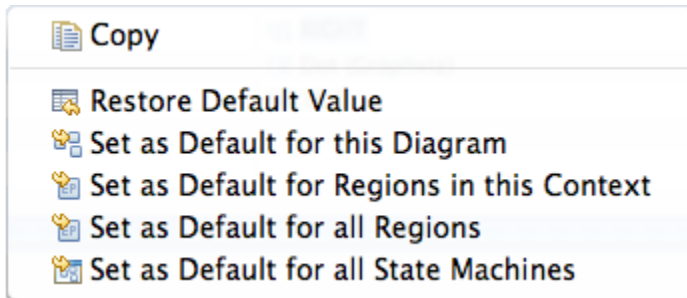 Copy
Restore Default Value
Set as Default for this Diagram
Set as Default for Regions in this Context
Set as Default for all Regions
Set as Default for all State Machines